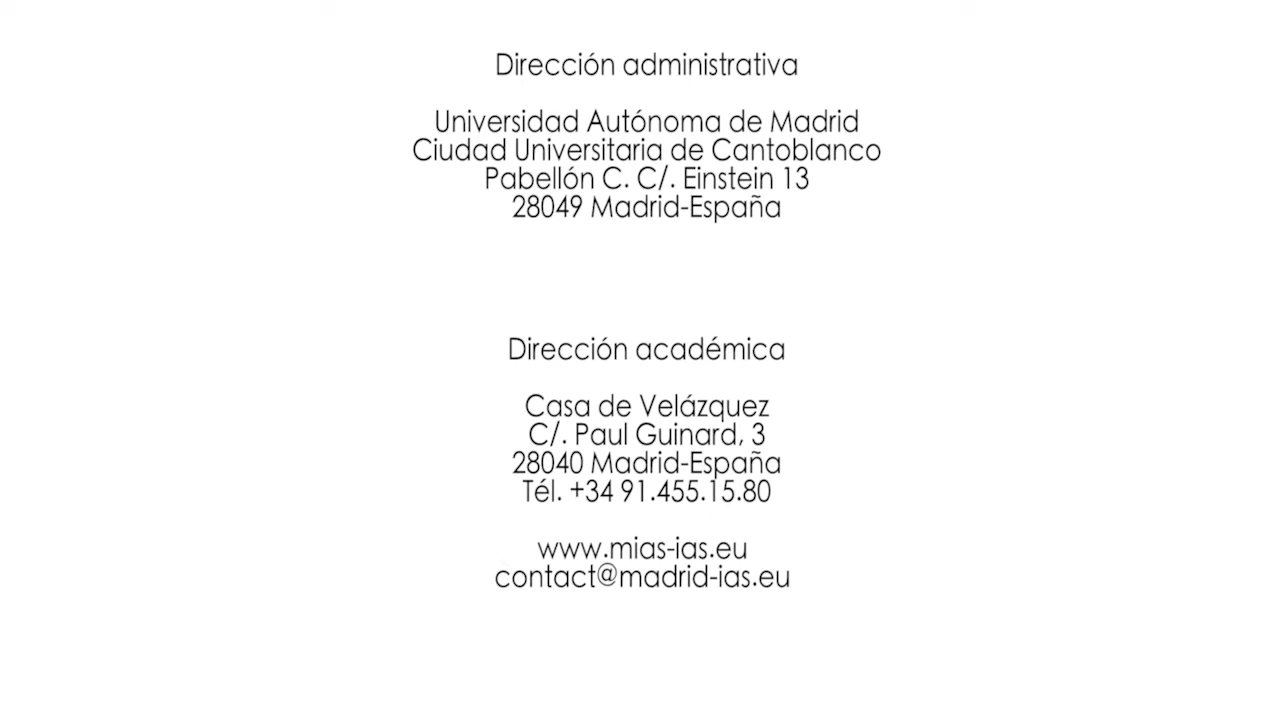 Dirección administrativa
Universidad Autónoma de Madrid
Ciudad Universitaria de Cantoblanco
Pabellón C. C/. Einstein 13
28049 Madrid-España
Dirección académica
Casa de Velázquez
C/. Paul Guinard, 3
28040 Madrid-España
Tél. +34 91.455.15.80
www.mias-ias.eu
contact@madrid-ias.eu